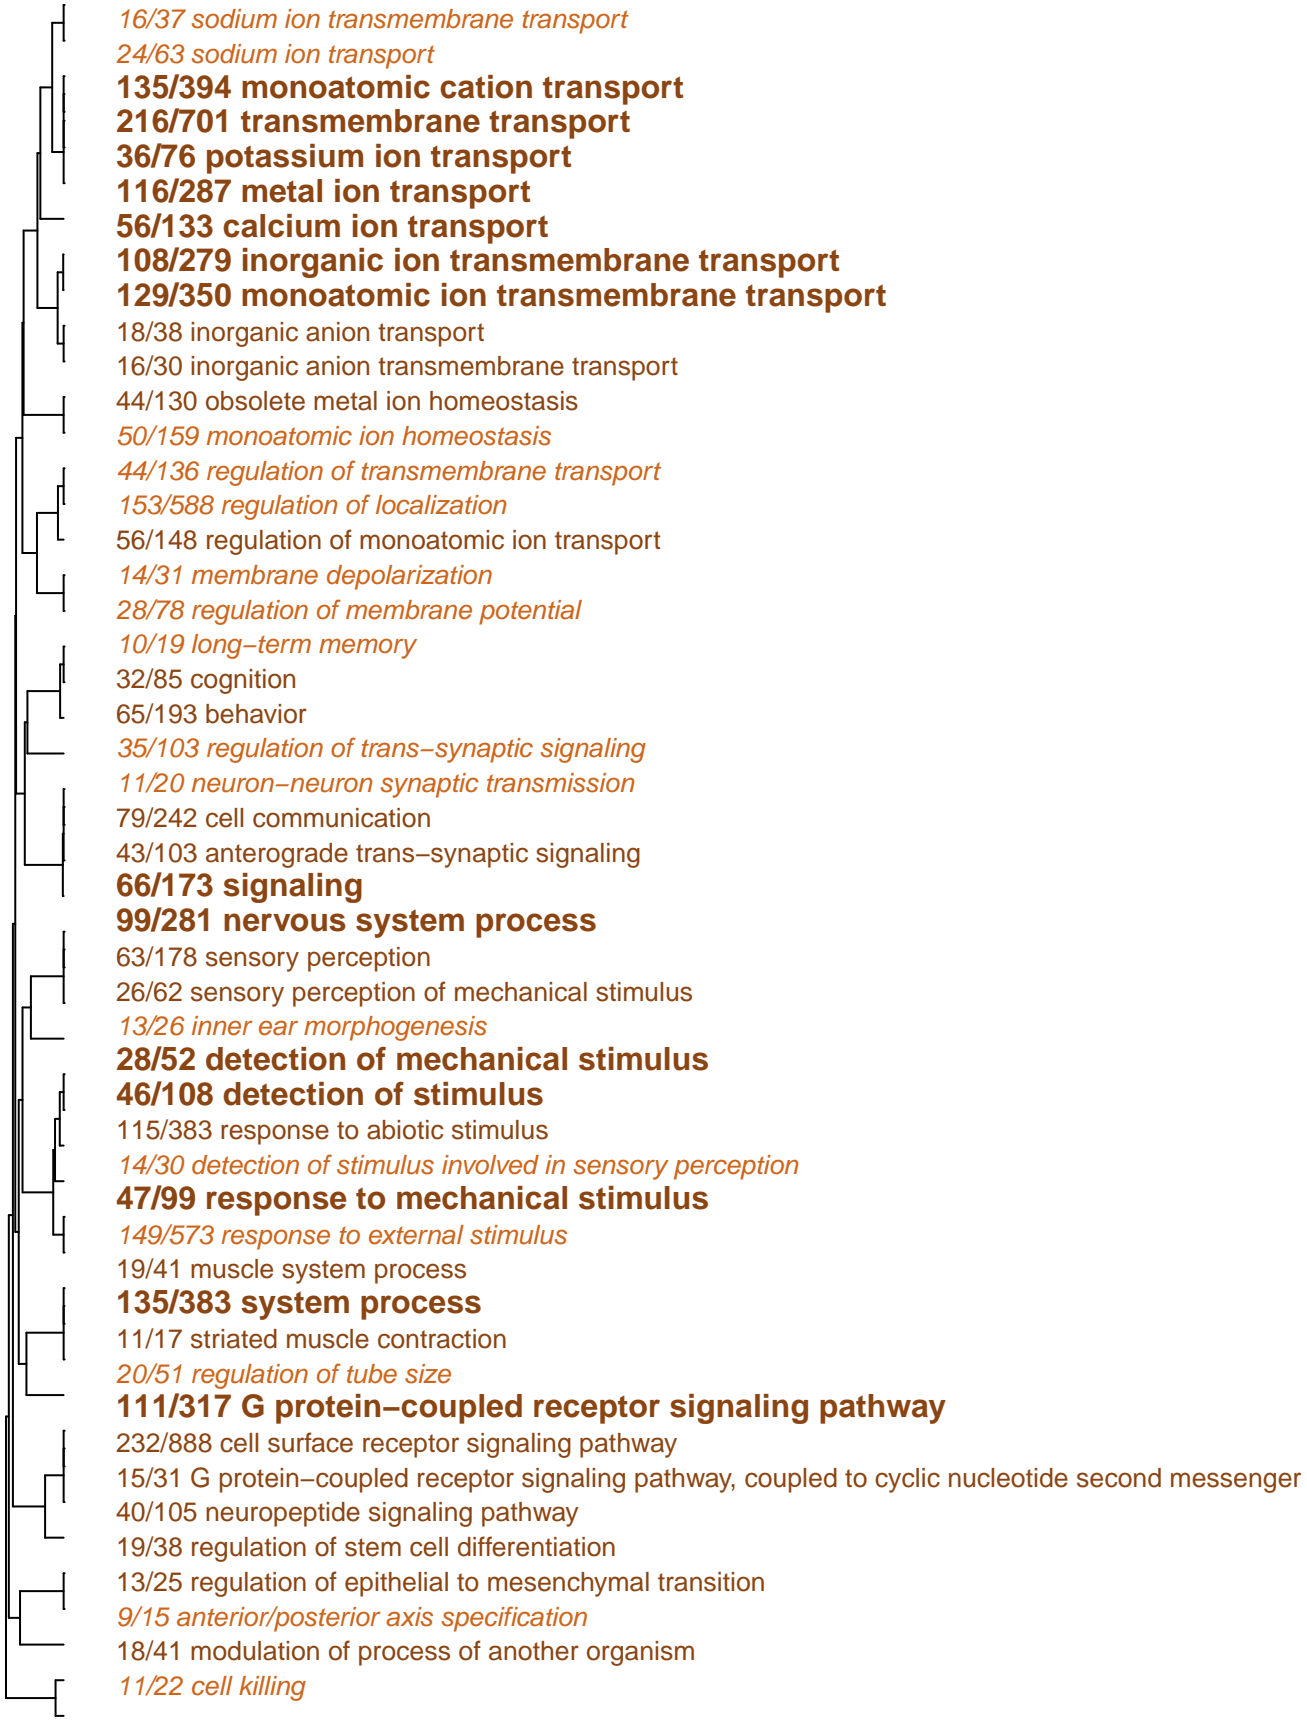 16/37 sodium ion transmembrane transport
24/63 sodium ion transport
135/394 monoatomic cation transport
216/701 transmembrane transport
36/76 potassium ion transport
116/287 metal ion transport
56/133 calcium ion transport
108/279 inorganic ion transmembrane transport
129/350 monoatomic ion transmembrane transport
18/38 inorganic anion transport
16/30 inorganic anion transmembrane transport
44/130 obsolete metal ion homeostasis
50/159 monoatomic ion homeostasis
44/136 regulation of transmembrane transport
153/588 regulation of localization
56/148 regulation of monoatomic ion transport
14/31 membrane depolarization
28/78 regulation of membrane potential
10/19 long−term memory
32/85 cognition
65/193 behavior
35/103 regulation of trans−synaptic signaling
11/20 neuron−neuron synaptic transmission
79/242 cell communication
43/103 anterograde trans−synaptic signaling
66/173 signaling
99/281 nervous system process
63/178 sensory perception
26/62 sensory perception of mechanical stimulus
13/26 inner ear morphogenesis
28/52 detection of mechanical stimulus
46/108 detection of stimulus
115/383 response to abiotic stimulus
14/30 detection of stimulus involved in sensory perception
47/99 response to mechanical stimulus
149/573 response to external stimulus
19/41 muscle system process
135/383 system process
11/17 striated muscle contraction
20/51 regulation of tube size
111/317 G protein−coupled receptor signaling pathway
232/888 cell surface receptor signaling pathway
15/31 G protein−coupled receptor signaling pathway, coupled to cyclic nucleotide second messenger
40/105 neuropeptide signaling pathway
19/38 regulation of stem cell differentiation
13/25 regulation of epithelial to mesenchymal transition
9/15 anterior/posterior axis specification
18/41 modulation of process of another organism
11/22 cell killing